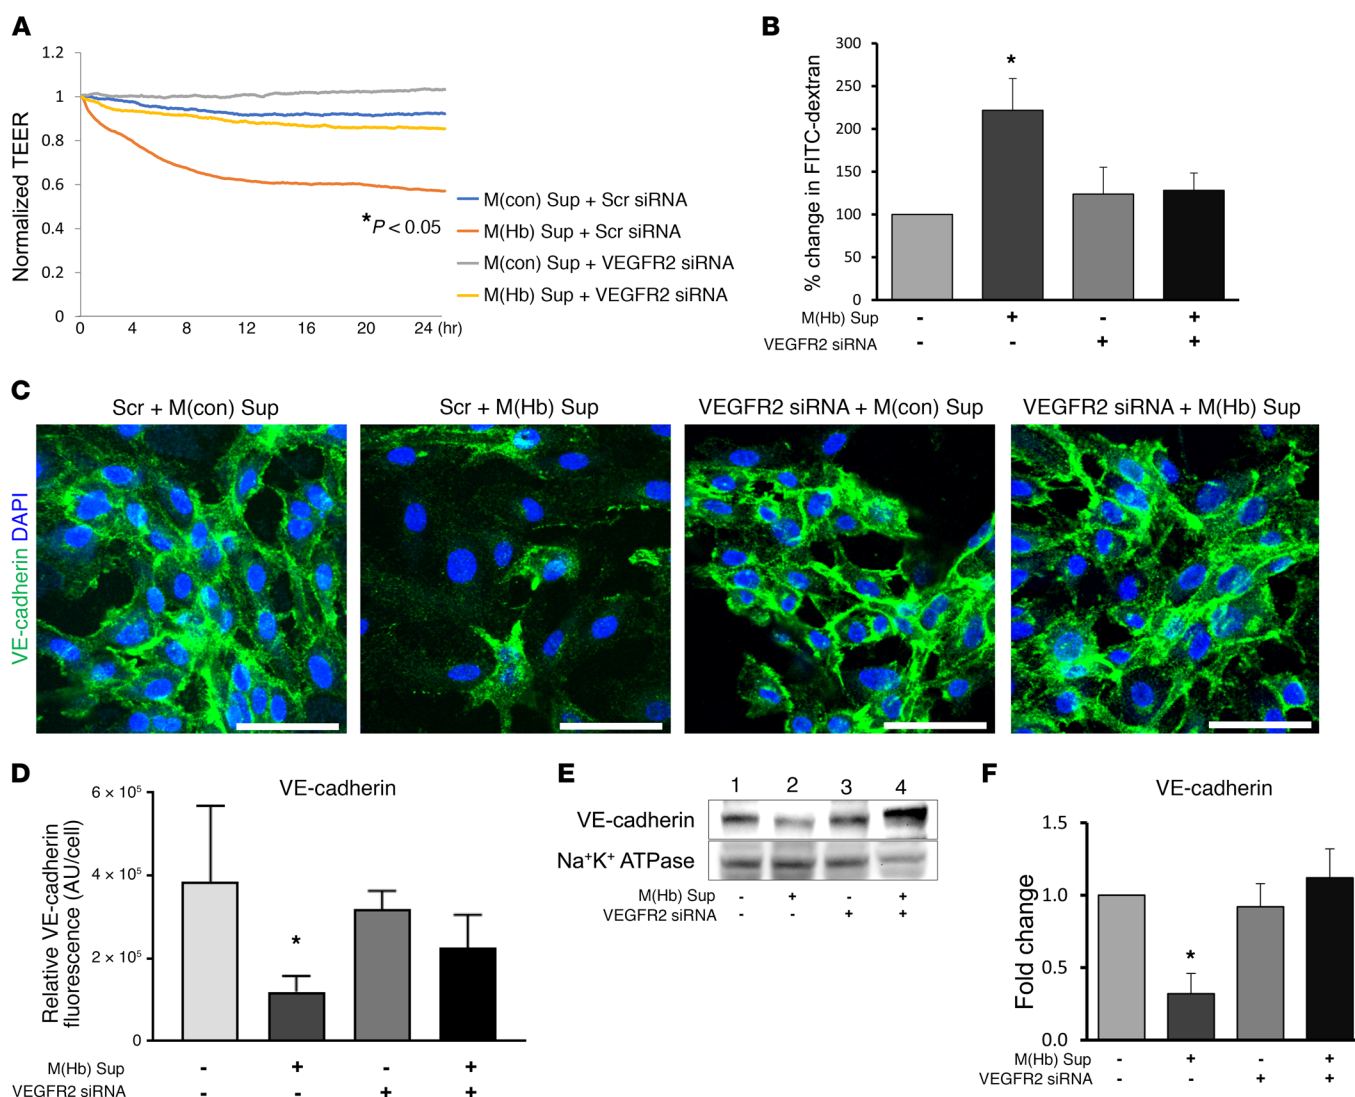 A
1.2
1
0.8
0.6
0.4
0.2
0
Normalized TEER
0 4 8 12 16 20 24 (hr)
*P < 0.05
M(con) Sup + Scr siRNA
M(Hb) Sup + Scr siRNA
M(con) Sup + VEGFR2 siRNA
M(Hb) Sup + VEGFR2 siRNA
B
% change in FITC-dextran
300
250
200
150
100
50
0
*
M(Hb) Sup - + - +
VEGFR2 siRNA - - + +
C
Scr + M(con) Sup
Scr + M(Hb) Sup
VEGFR2 siRNA + M(con) Sup
VEGFR2 siRNA + M(Hb) Sup
VE-cadherin DAPI
D
VE-cadherin
Relative VE-cadherin
fluorescence (AU/cell)
6 × 10⁵
4 × 10⁵
2 × 10⁵
0
*
M(Hb) Sup - + - +
VEGFR2 siRNA - - + +
E
1 2 3 4
VE-cadherin
Na⁺K⁺ ATPase
M(Hb) Sup - + - +
VEGFR2 siRNA - - + +
F
VE-cadherin
Fold change
1.5
1.0
0.5
0.0
*
M(Hb) Sup - + - +
VEGFR2 siRNA - - + +